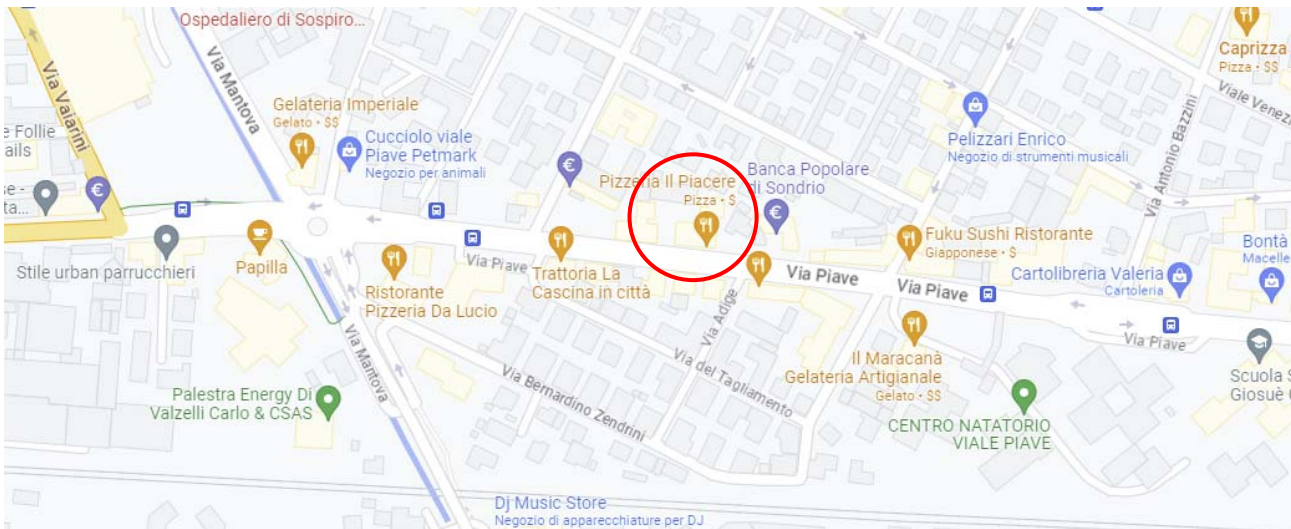 Ospedaliero di Sospiro...
Via Mantova
Via Vaiarini
Caprizza
Pizza · $$
Viale Venez
Gelateria Imperiale
Gelato · $$
Cucciolo viale
Piave Petmark
Negozio per animali
Pelizzari Enrico
Negozio di strumenti musicali
Via Antonio Bazzini
e Follie
ails
Pizzeria Il Piacere
Pizza · $
Banca Popolare
di Sondrio
se -
ta...
Stile urban parrucchieri
Papilla
Ristorante
Pizzeria Da Lucio
Via Piave
Trattoria La
Cascina in città
Via Piave
Via Piave
Fuku Sushi Ristorante
Giapponese · $
Cartolibreria Valeria
Cartoleria
Bontà
Macelle
Via Adige
Via Mantova
Via del Tagliamento
Via Piave
Il Maracanà
Gelateria Artigianale
Gelato · $$
Scuola S
Giosuè C
Palestra Energy Di
Valzelli Carlo & CSAS
Via Bernardino Zendrini
CENTRO NATATORIO
VIALE PIAVE
Dj Music Store
Negozio di apparecchiature per DJ